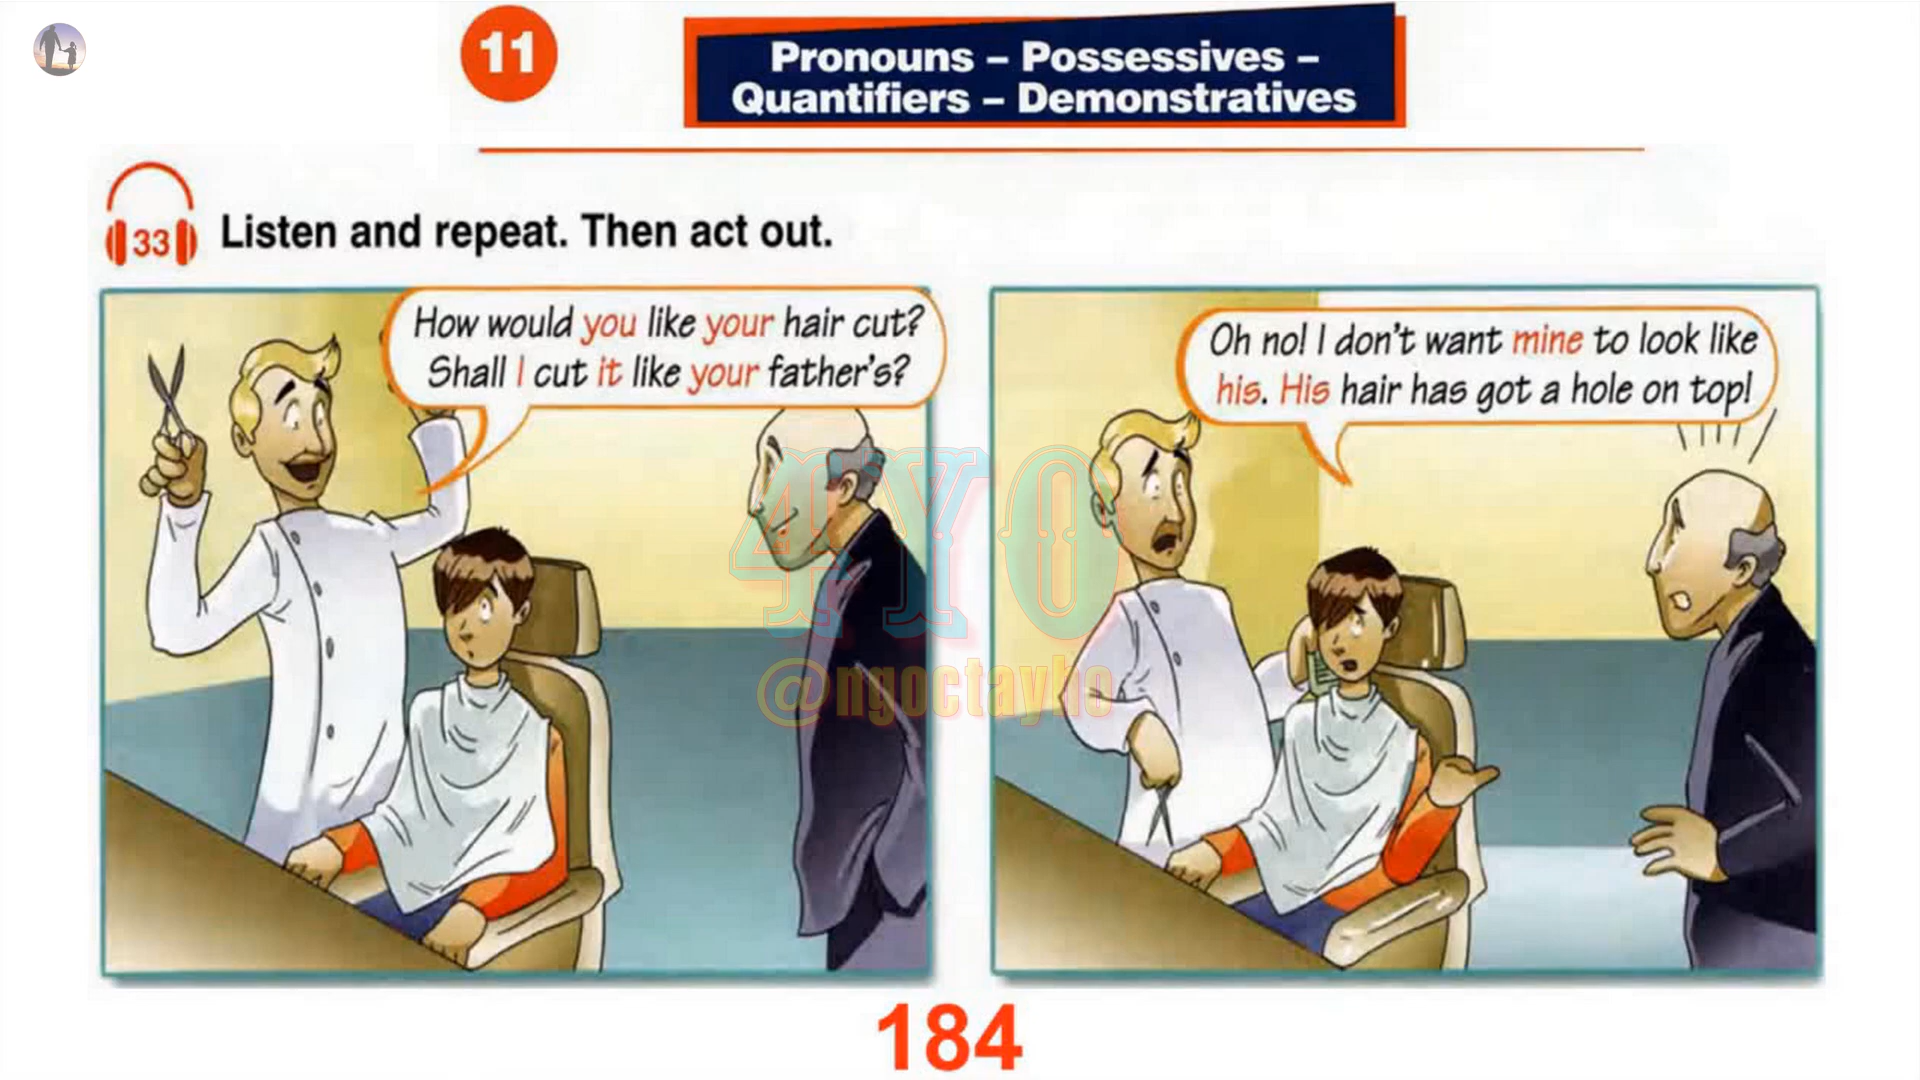 11
Pronouns – Possessives –
Quantifiers – Demonstratives
33 Listen and repeat. Then act out.
How would you like your hair cut?
Shall I cut it like your father's?
Oh no! I don't want mine to look like
his. His hair has got a hole on top!
4YO
@ngoctayho
184